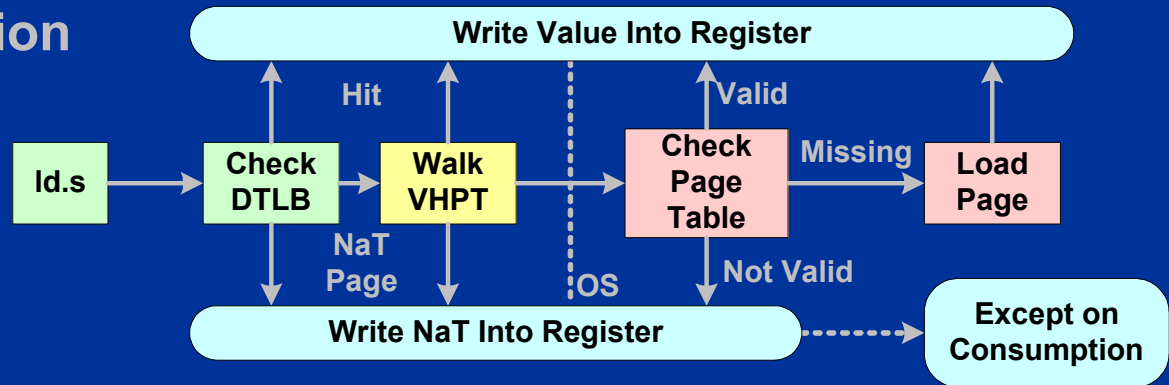 ion
Write Value Into Register
Hit
Valid
ld.s
Check
DTLB
Walk
VHPT
Check
Page
Table
Missing
Load
Page
NaT
Page
OS
Not Valid
Write NaT Into Register
Except on
Consumption